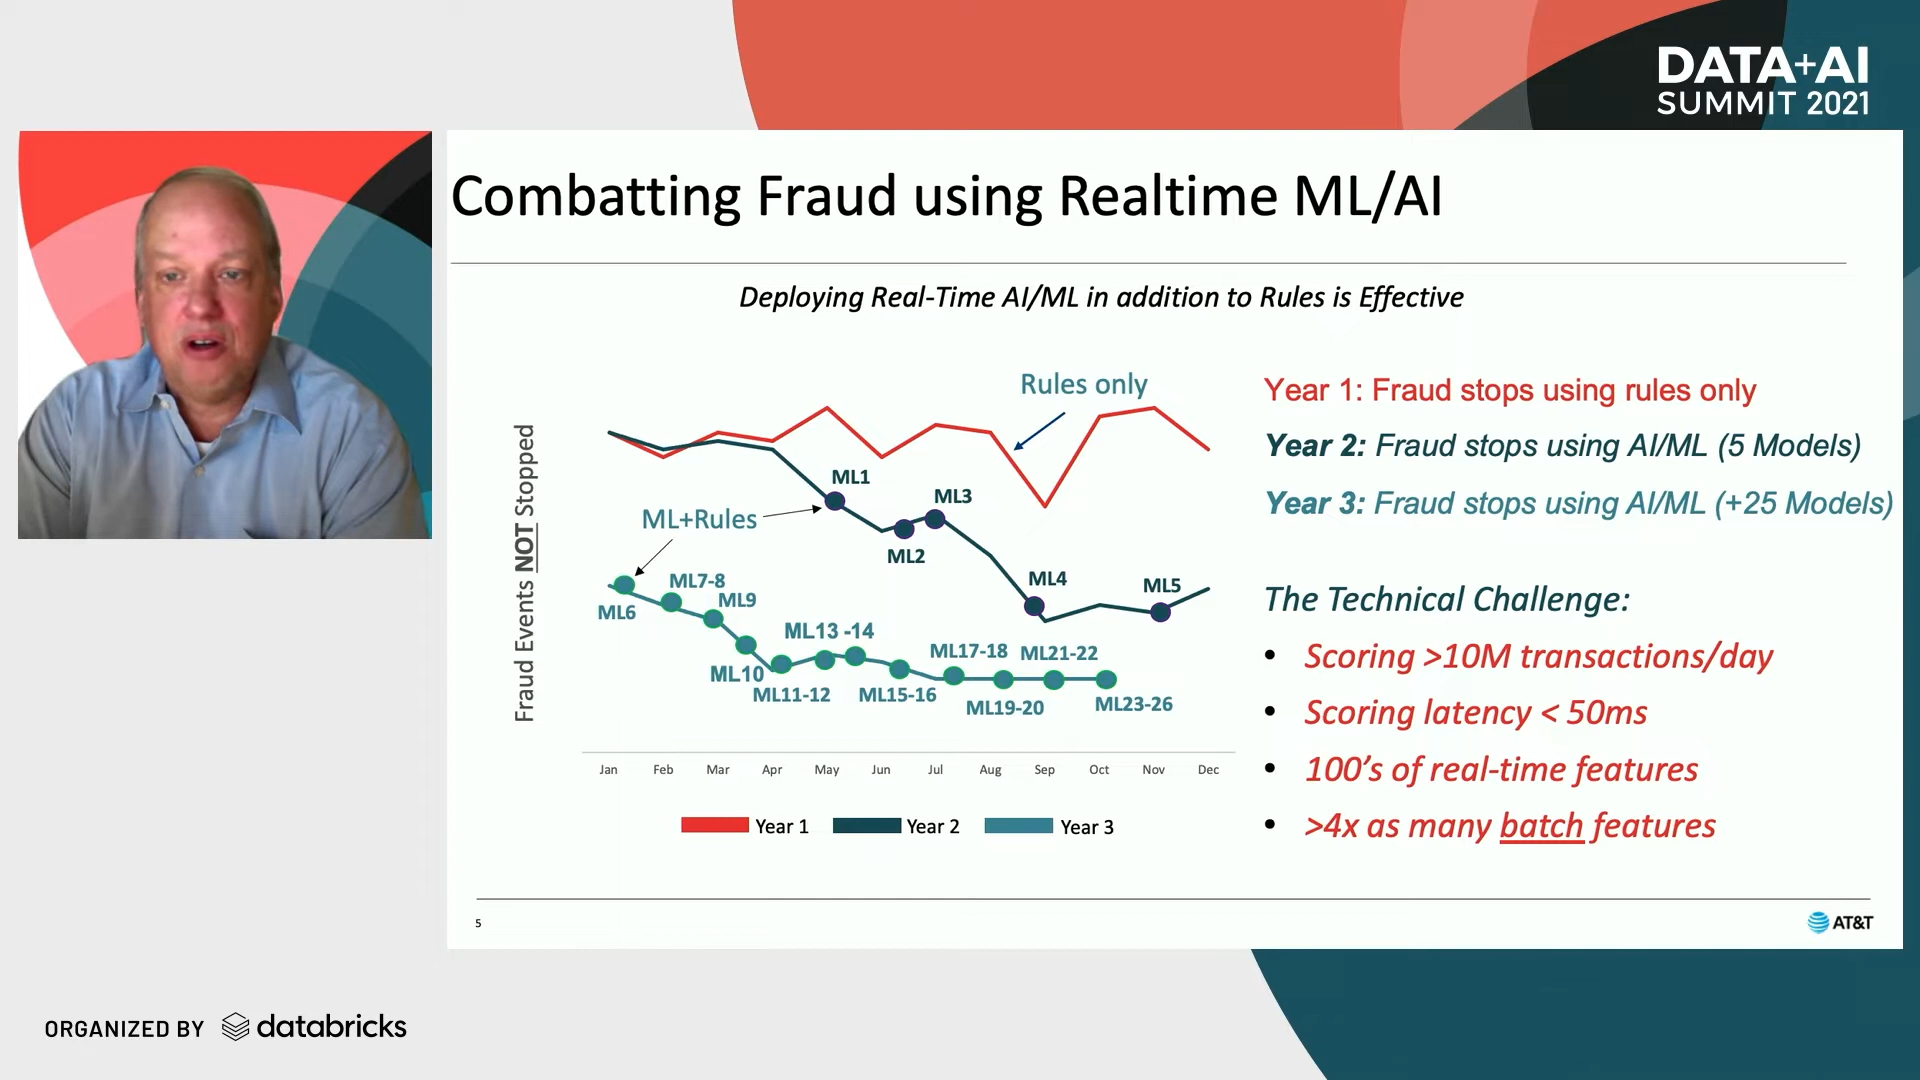 DATA+AI
SUMMIT 2021
Combatting Fraud using Realtime ML/AI
Deploying Real-Time AI/ML in addition to Rules is Effective
Fraud Events NOT Stopped
Rules only
ML+Rules
ML1
ML2
ML3
ML4
ML5
ML6
ML7-8
ML9
ML10
ML11-12
ML13 -14
ML15-16
ML17-18
ML19-20
ML21-22
ML23-26
Jan Feb Mar Apr May Jun Jul Aug Sep Oct Nov Dec
Year 1 Year 2 Year 3
Year 1: Fraud stops using rules only
Year 2: Fraud stops using AI/ML (5 Models)
Year 3: Fraud stops using AI/ML (+25 Models)
The Technical Challenge:
• Scoring >10M transactions/day
• Scoring latency < 50ms
• 100’s of real-time features
• >4x as many batch features
5
AT&T
ORGANIZED BY databricks